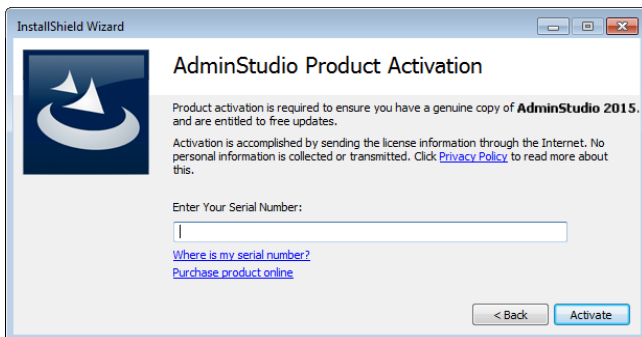 InstallShield Wizard
AdminStudio Product Activation
Product activation is required to ensure you have a genuine copy of AdminStudio 2015.
and are entitled to free updates.
Activation is accomplished by sending the license information through the Internet. No
personal information is collected or transmitted. Click Privacy Policy to read more about
this.
Enter Your Serial Number:
Where is my serial number?
Purchase product online
< Back Activate